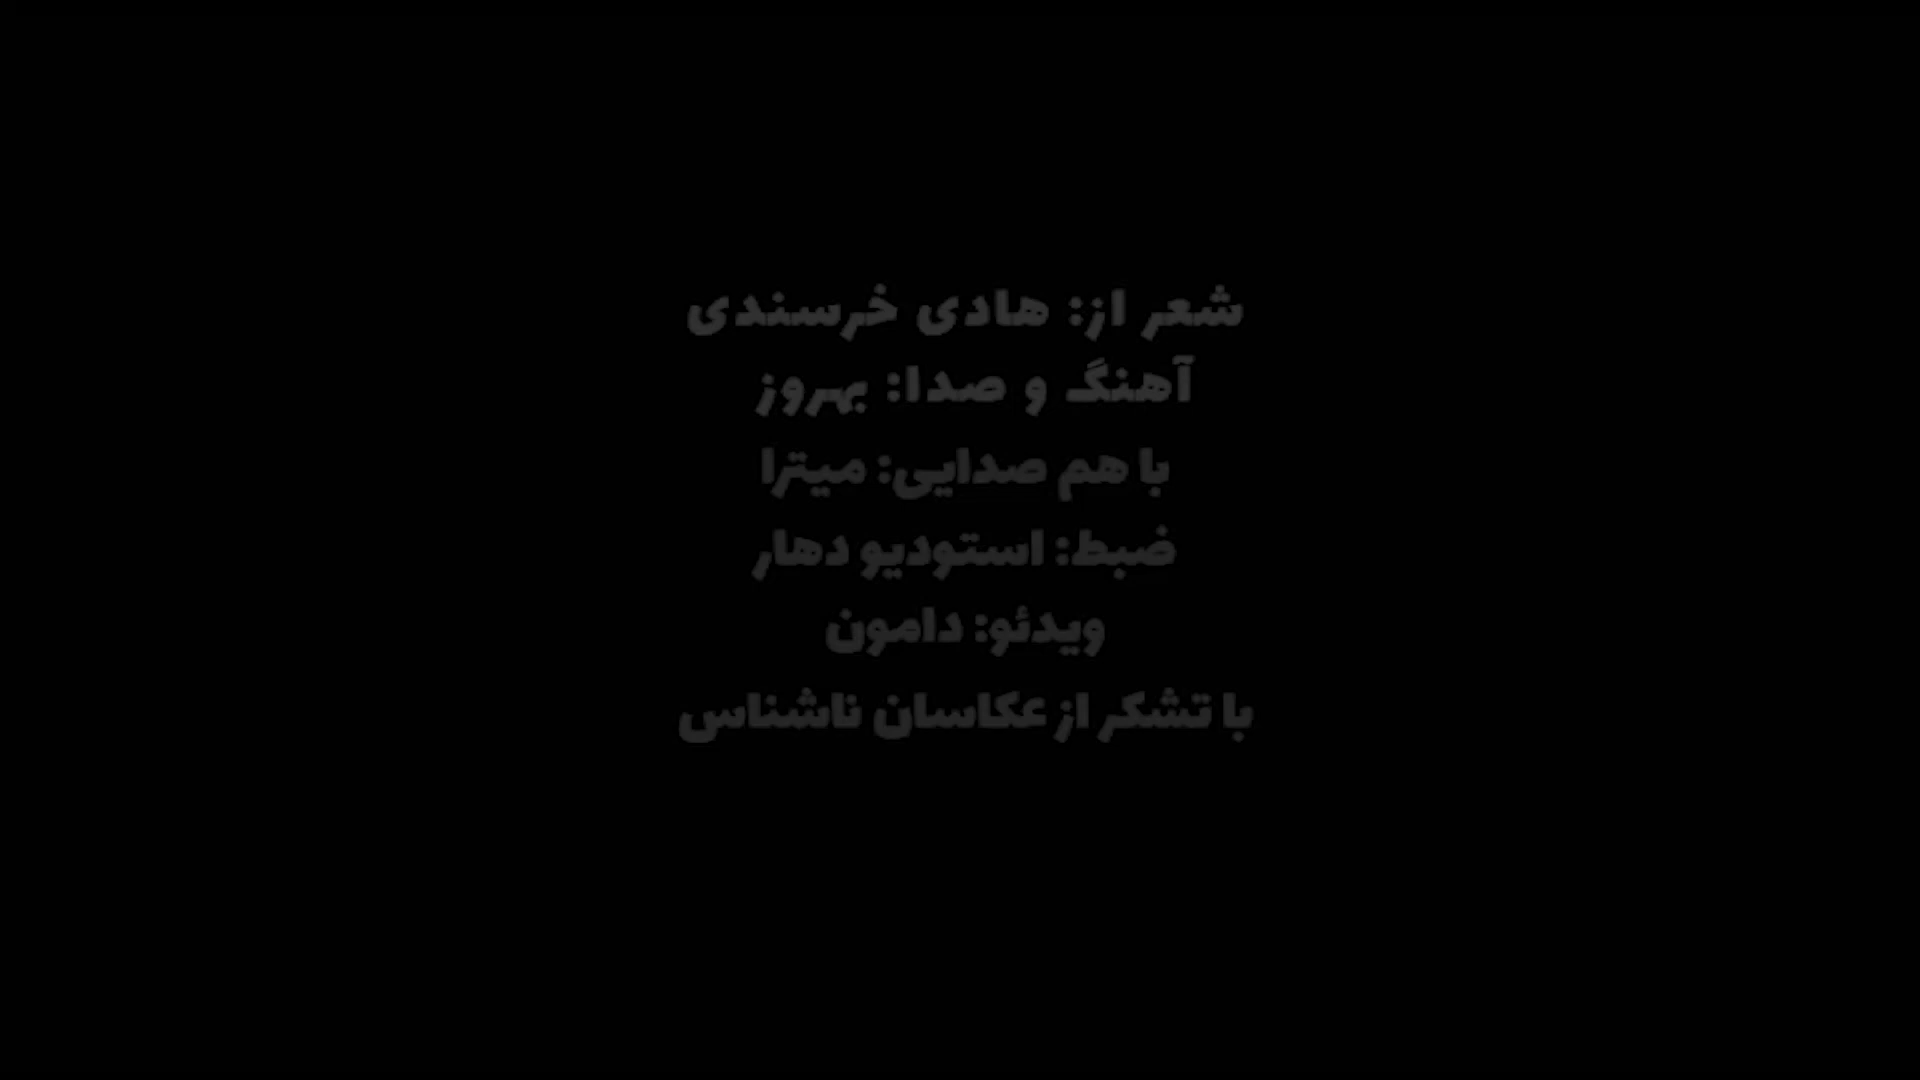 شعر از: هادی خرسندی
آهنگ و صدا: بهروز
با هم صدایی: میترا
ضبط: استودیو دهار
ویدئو: دامون
با تشکر از عکاسان ناشناس